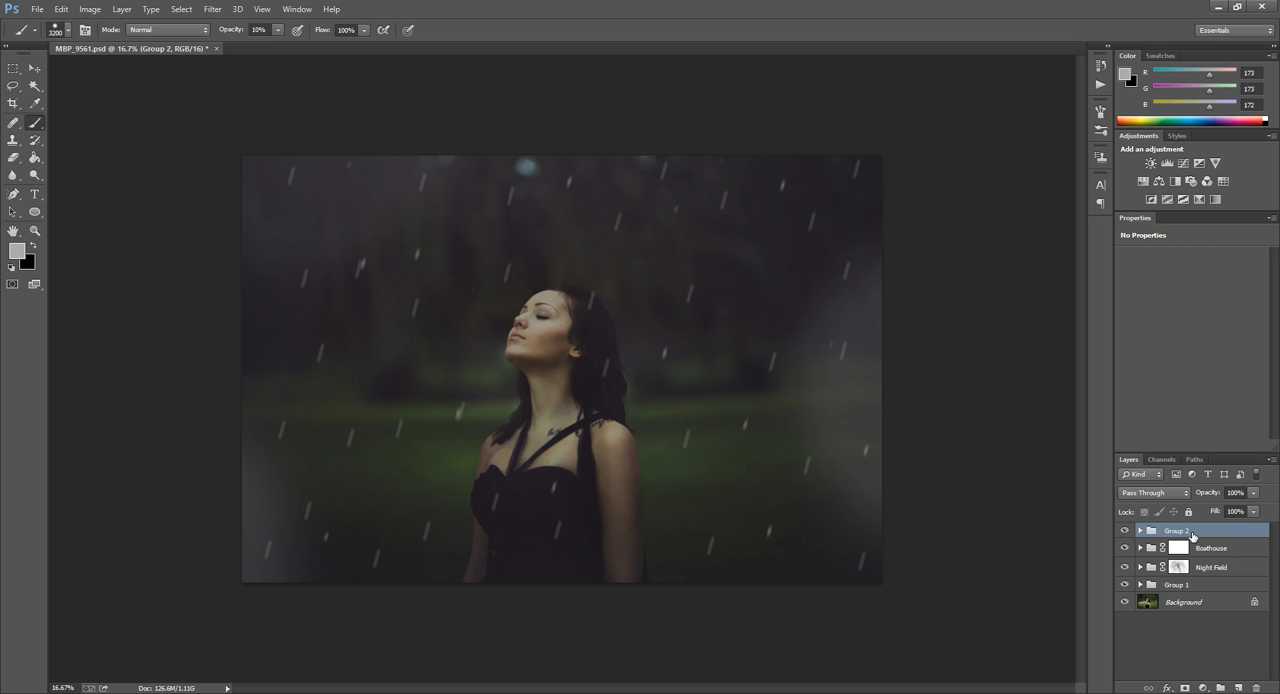 Ps File Edit Image Layer Type Select Filter 3D View Window Help
3200 Mode: Normal Opacity: 10% Flow: 100% Essentials
MBP_9561.psd @ 16.7% (Group 2, RGB/16) * ×
Color Swatches
R 173
G 173
B 172
Adjustments Styles
Add an adjustment
Properties
No Properties
Layers Channels Paths
Kind
Pass Through Opacity: 100%
Lock: Fill: 100%
Group 2
Boathouse
Night Field
Group 1
Background
16.67% Doc: 126.6M/1.11G